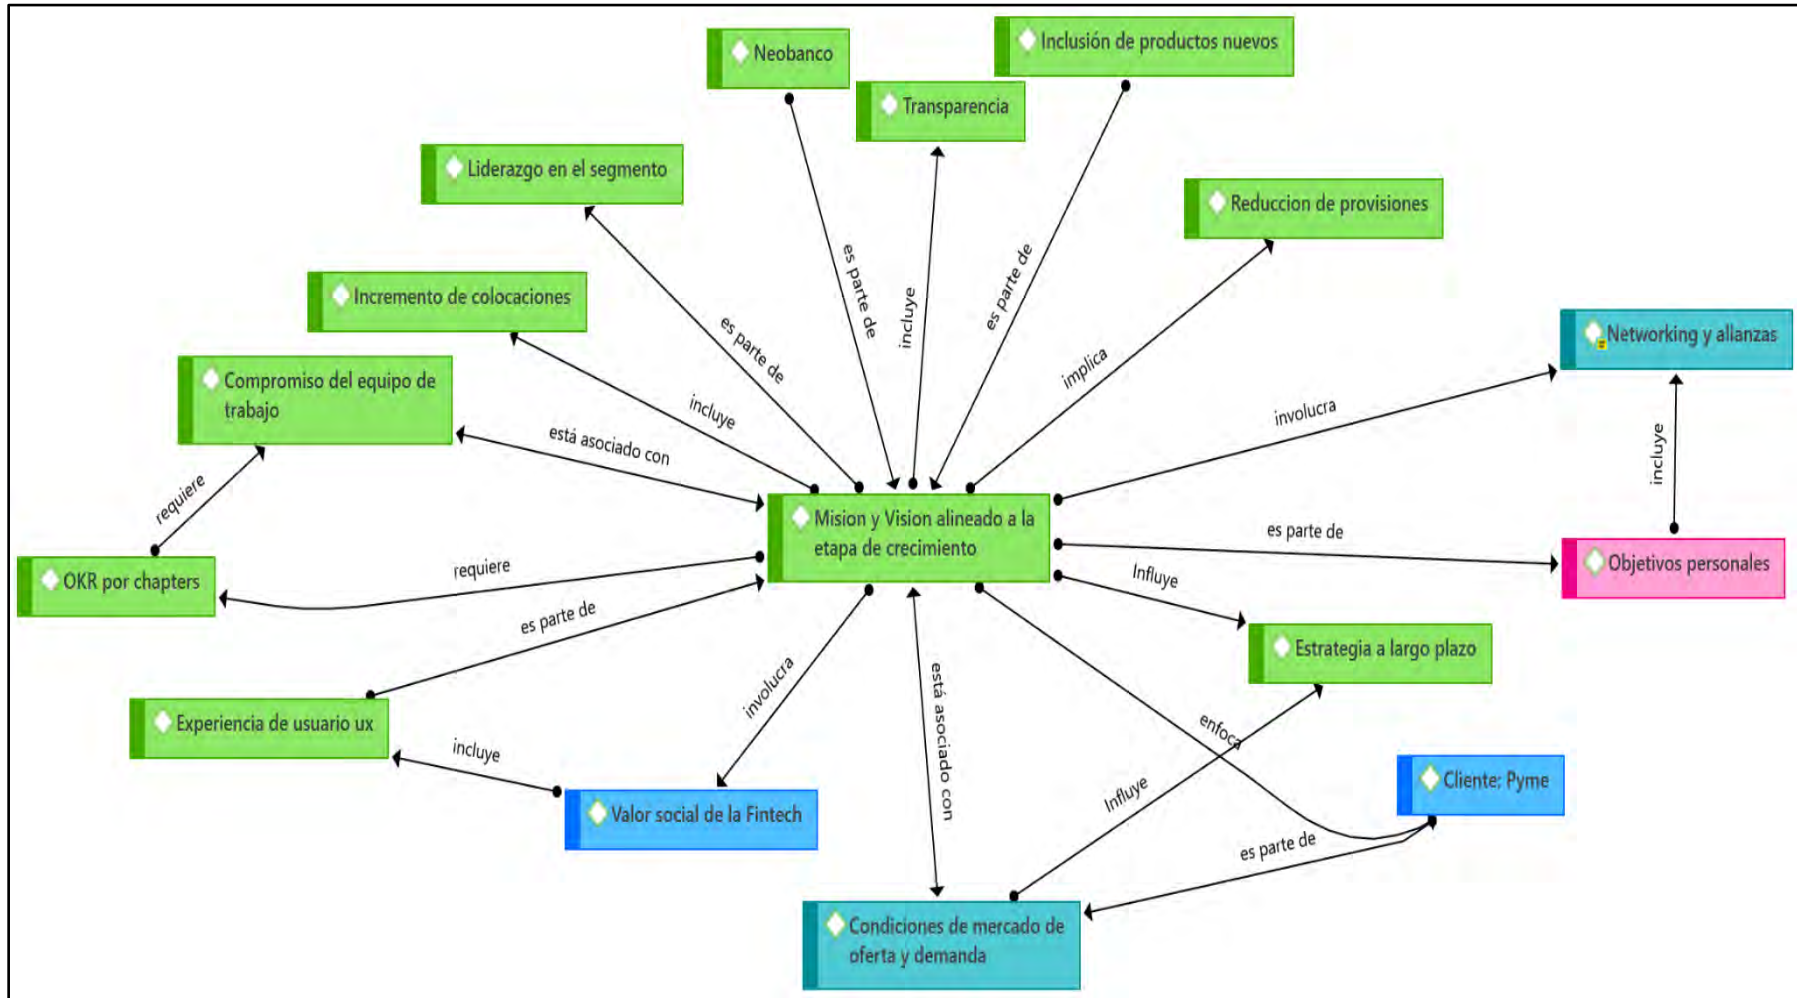 Neobanco
Inclusión de productos nuevos
Transparencia
Liderazgo en el segmento
Reduccion de provisiones
es parte de
incluye
es parte de
Incremento de colocaciones
es parte de
implica
Networking y allanzas
Compromiso del equipo de
trabajo
incluye
involucra
está asociado con
incluye
requiere
Mision y Vision alineado a la
etapa de crecimiento
es parte de
OKR por chapters
requiere
Influye
Objetivos personales
es parte de
Estrategia a largo plazo
involucra
está asociado con
Experiencia de usuario ux
enfoca
incluye
Cliente: Pyme
Valor social de la Fintech
Influye
es parte de
Condiciones de mercado de
oferta y demanda